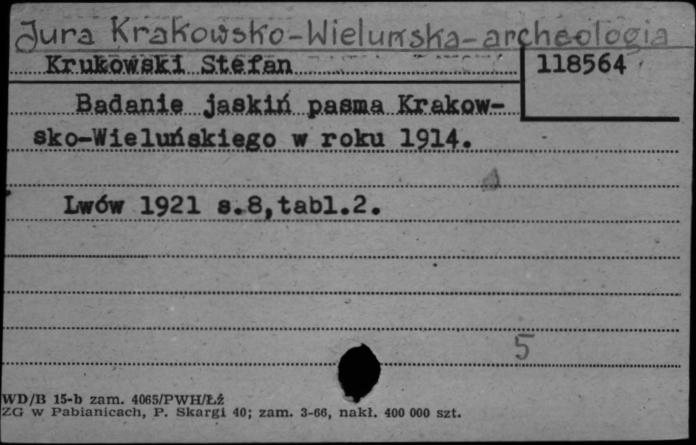 Jura Krakowsko-Wieluńska-archeologia
Krukowski Stefan
118564
Badanie jaskiń pasma Krakow-
sko-Wieluńskiego w roku 1914.
Lwów 1921 s.8,tabl.2.
5
WD/B 15-b zam. 4065/PWH/Łż
ZG w Pabianicach, P. Skargi 40; zam. 3-66, nakł. 400 000 szt.